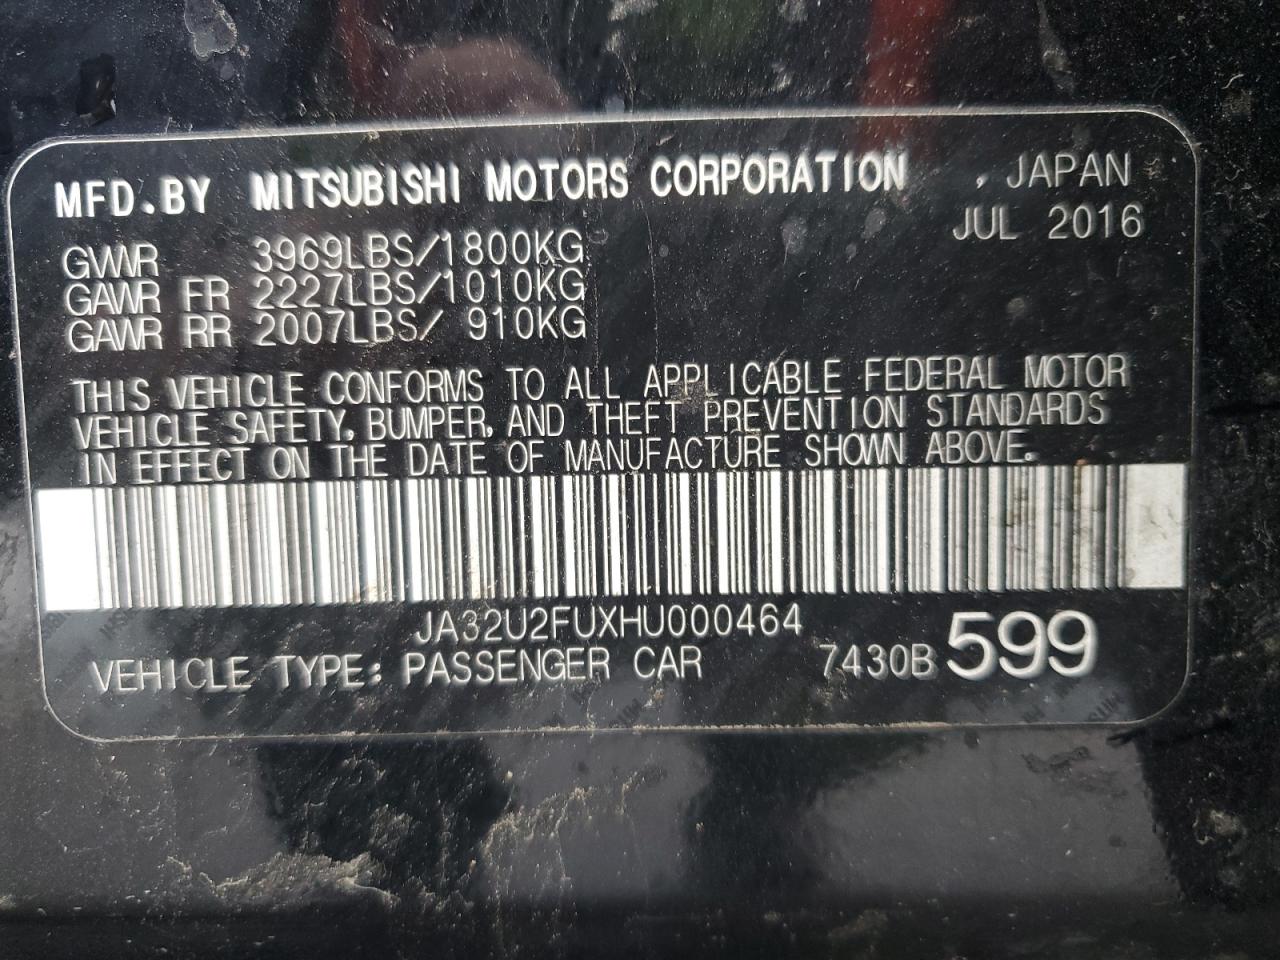 MFD.BY MITSUBISHI MOTORS CORPORATION , JAPAN
JUL 2016
GVWR 3969LBS/1800KG
GAWR FR 2227LBS/1010KG
GAWR RR 2007LBS/ 910KG
THIS VEHICLE CONFORMS TO ALL APPLICABLE FEDERAL MOTOR
VEHICLE SAFETY, BUMPER, AND THEFT PREVENTION STANDARDS
IN EFFECT ON THE DATE OF MANUFACTURE SHOWN ABOVE.
JA32U2FUXHU000464
VEHICLE TYPE: PASSENGER CAR 7430B 599